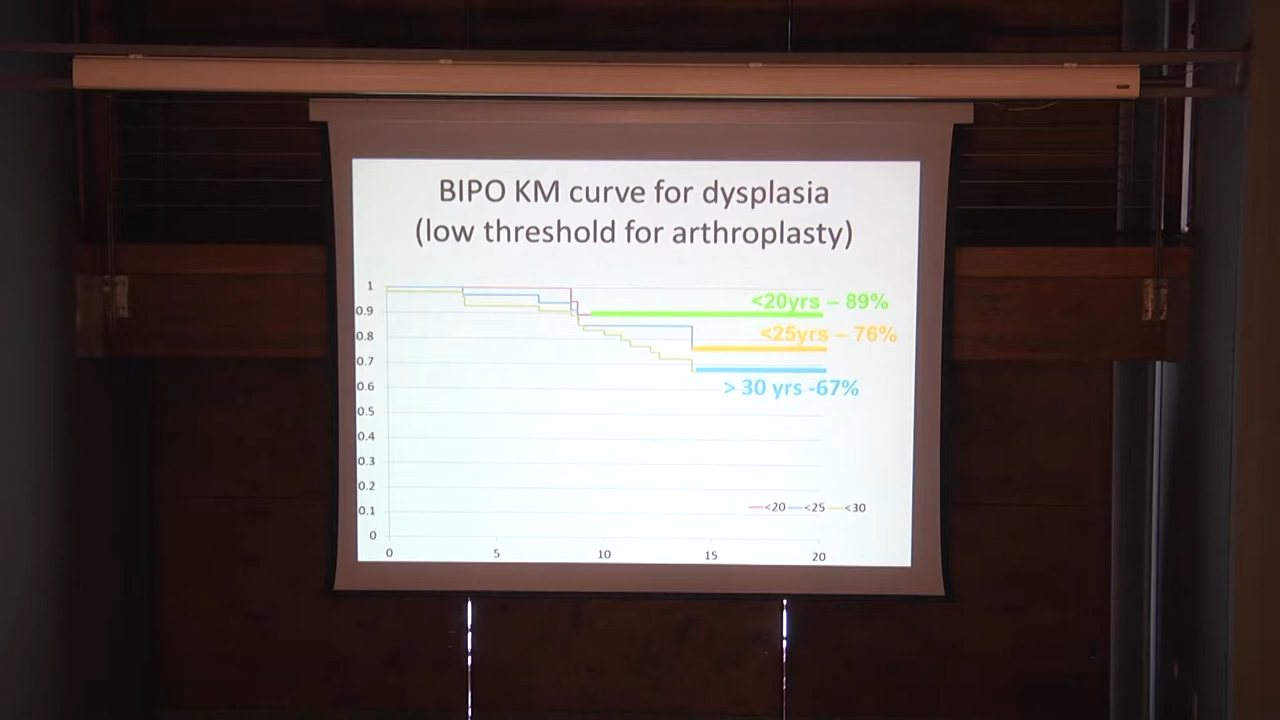 BIPO KM curve for dysplasia
(low threshold for arthroplasty)
1
0.9
0.8
0.7
0.6
0.5
0.4
0.3
0.2
0.1
0
0 5 10 15 20
<20yrs – 89%
<25yrs – 76%
> 30 yrs -67%
<20 <25 <30